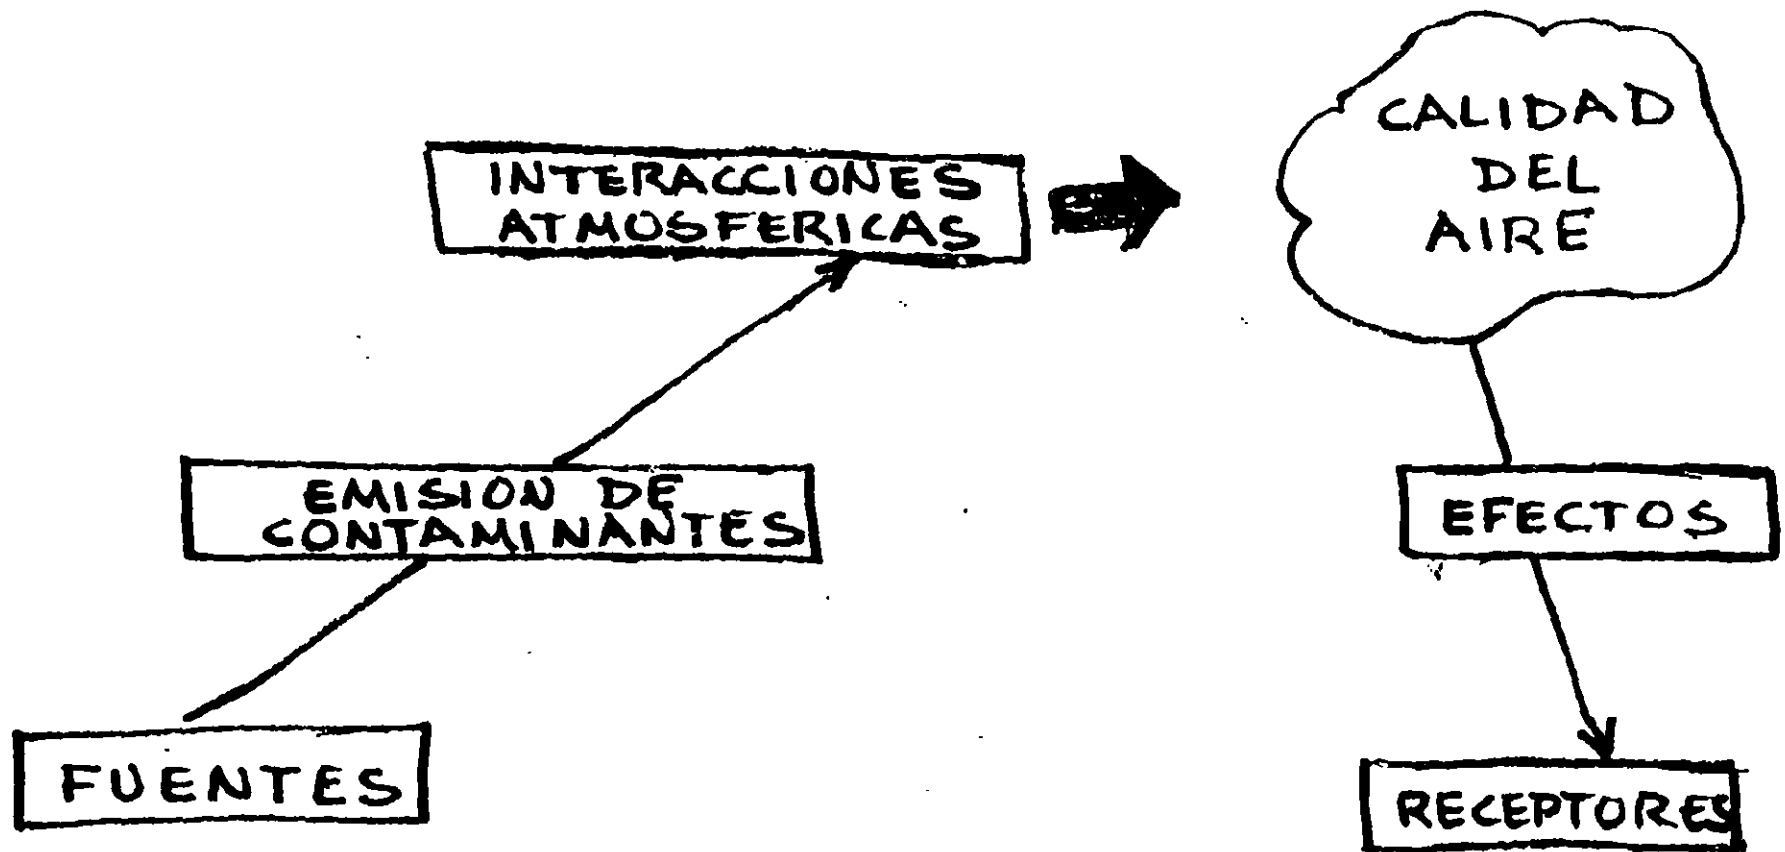 INTERACCIONES
ATMOSFERICAS
CALIDAD
DEL
AIRE
EMISION DE
CONTAMINANTES
EFECTOS
FUENTES
RECEPTORES